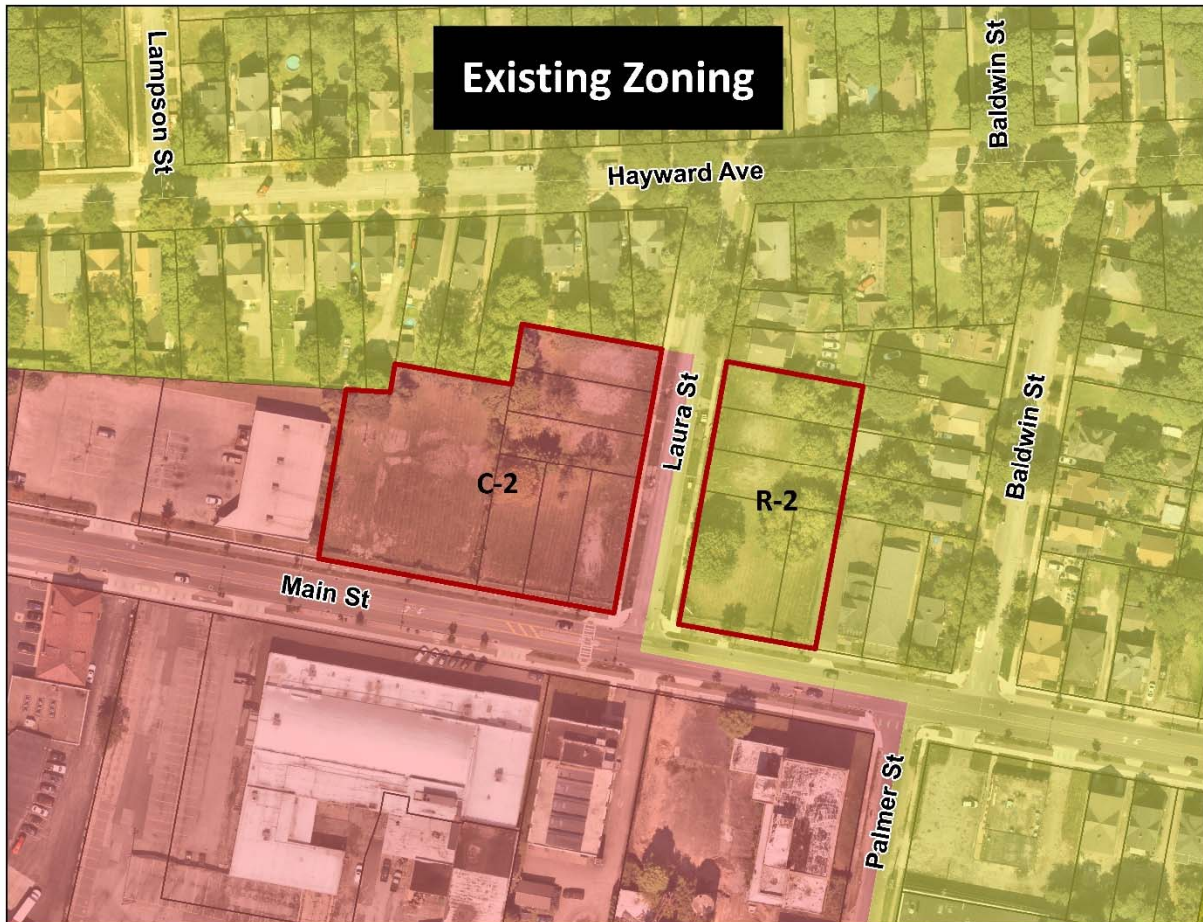 Existing Zoning
Lampson St
Baldwin St
Hayward Ave
Laura St
C-2
R-2
Baldwin St
Main St
Palmer St